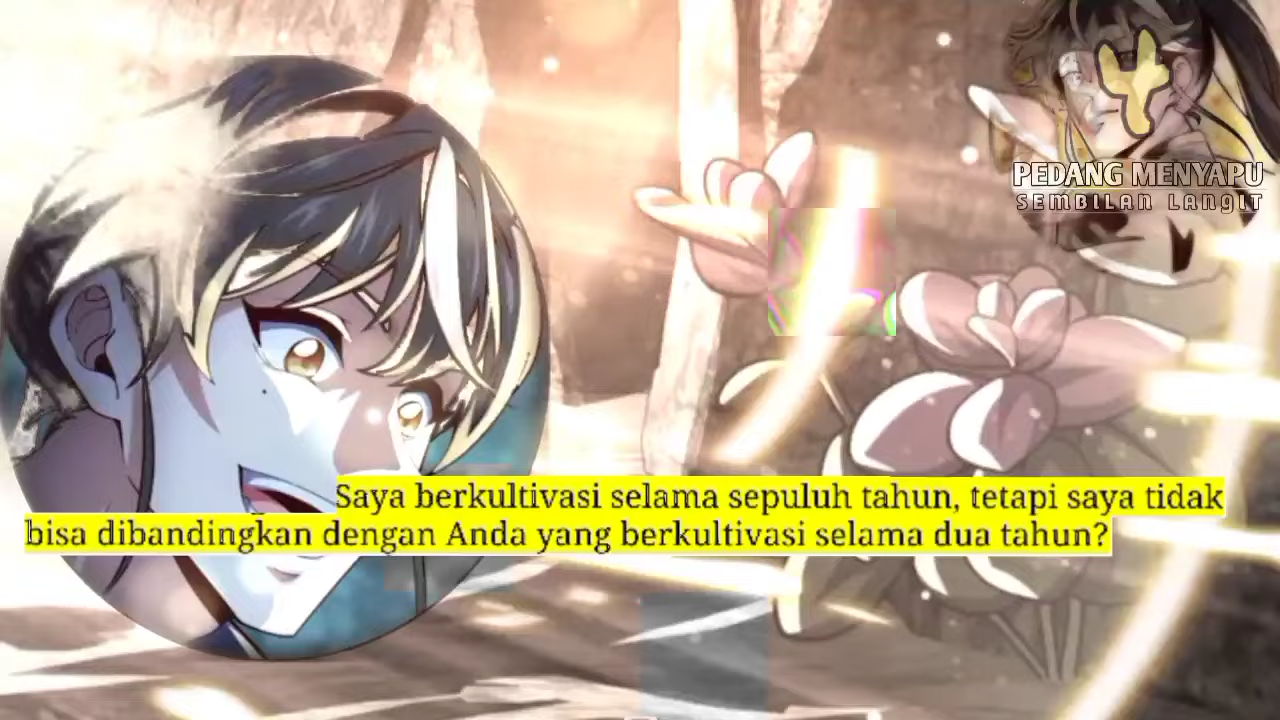 PEDANG MENYAPU
SEMBILAN LANGIT
Saya berkultivasi selama sepuluh tahun, tetapi saya tidak
bisa dibandingkan dengan Anda yang berkultivasi selama dua tahun?